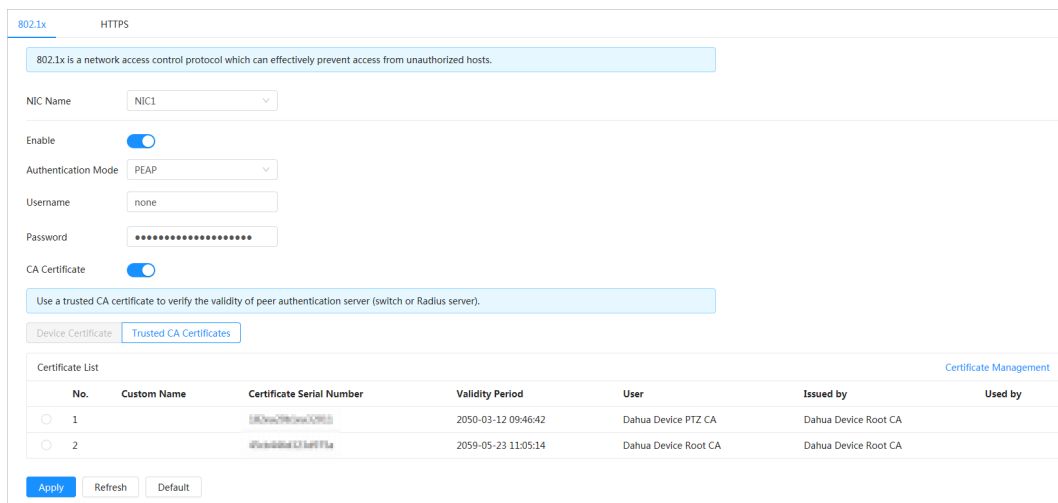 802.1x HTTPS
802.1x is a network access control protocol which can effectively prevent access from unauthorized hosts.
NIC Name NIC1
Enable
Authentication Mode PEAP
Username none
Password ●●●●●●●●●●●●●●●●●●●●
CA Certificate
Use a trusted CA certificate to verify the validity of peer authentication server (switch or Radius server).
Device Certificate Trusted CA Certificates
Certificate List Certificate Management
No. Custom Name Certificate Serial Number Validity Period User Issued by Used by
1 2050-03-12 09:46:42 Dahua Device PTZ CA Dahua Device Root CA
2 2059-05-23 11:05:14 Dahua Device Root CA Dahua Device Root CA
Apply Refresh Default